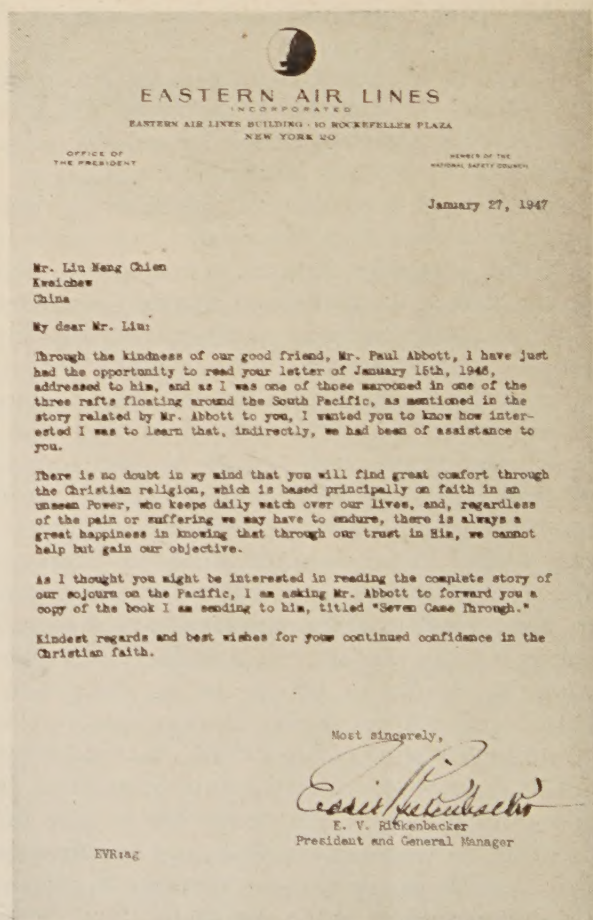 EASTERN AIR LINES
INCORPORATED
EASTERN AIR LINES BUILDING · 10 ROCKEFELLER PLAZA
NEW YORK 20
OFFICE OF
THE PRESIDENT
MEMBER OF THE
NATIONAL SAFETY COUNCIL
January 27, 1947
Mr. Liu Neng Chien
Kweichow
China
My dear Mr. Liu:
Through the kindness of our good friend, Mr. Paul Abbott, I have just
had the opportunity to read your letter of January 15th, 1946,
addressed to him, and as I was one of those marooned in one of the
three rafts floating around the South Pacific, as mentioned in the
story related by Mr. Abbott to you, I wanted you to know how inter-
ested I was to learn that, indirectly, we had been of assistance to
you.
There is no doubt in my mind that you will find great comfort through
the Christian religion, which is based principally on faith in an
unseen Power, who keeps daily watch over our lives, and, regardless
of the pain or suffering we may have to endure, there is always a
great happiness in knowing that through our trust in Him, we cannot
help but gain our objective.
As I thought you might be interested in reading the complete story of
our sojourn on the Pacific, I am asking Mr. Abbott to forward you a
copy of the book I am sending to him, titled "Seven Came Through."
Kindest regards and best wishes for your continued confidence in the
Christian faith.
Most sincerely,
Eddie Rickenbacker
E. V. Rickenbacker
President and General Manager
EVR:ag